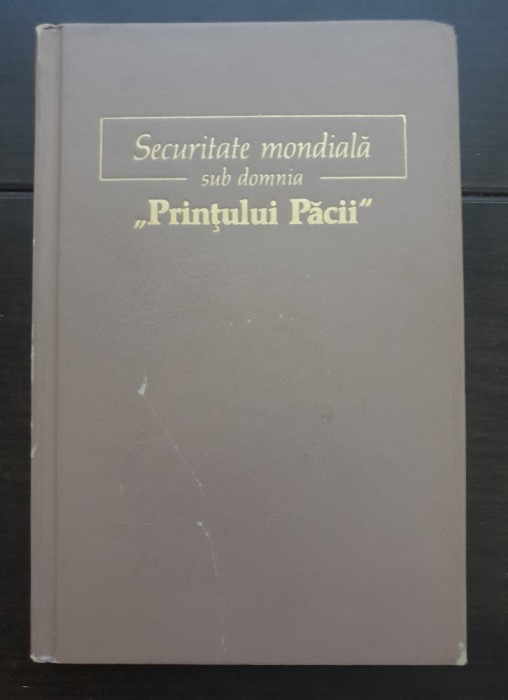 Securitate mondială
sub domnia
„Prinţului Păcii“